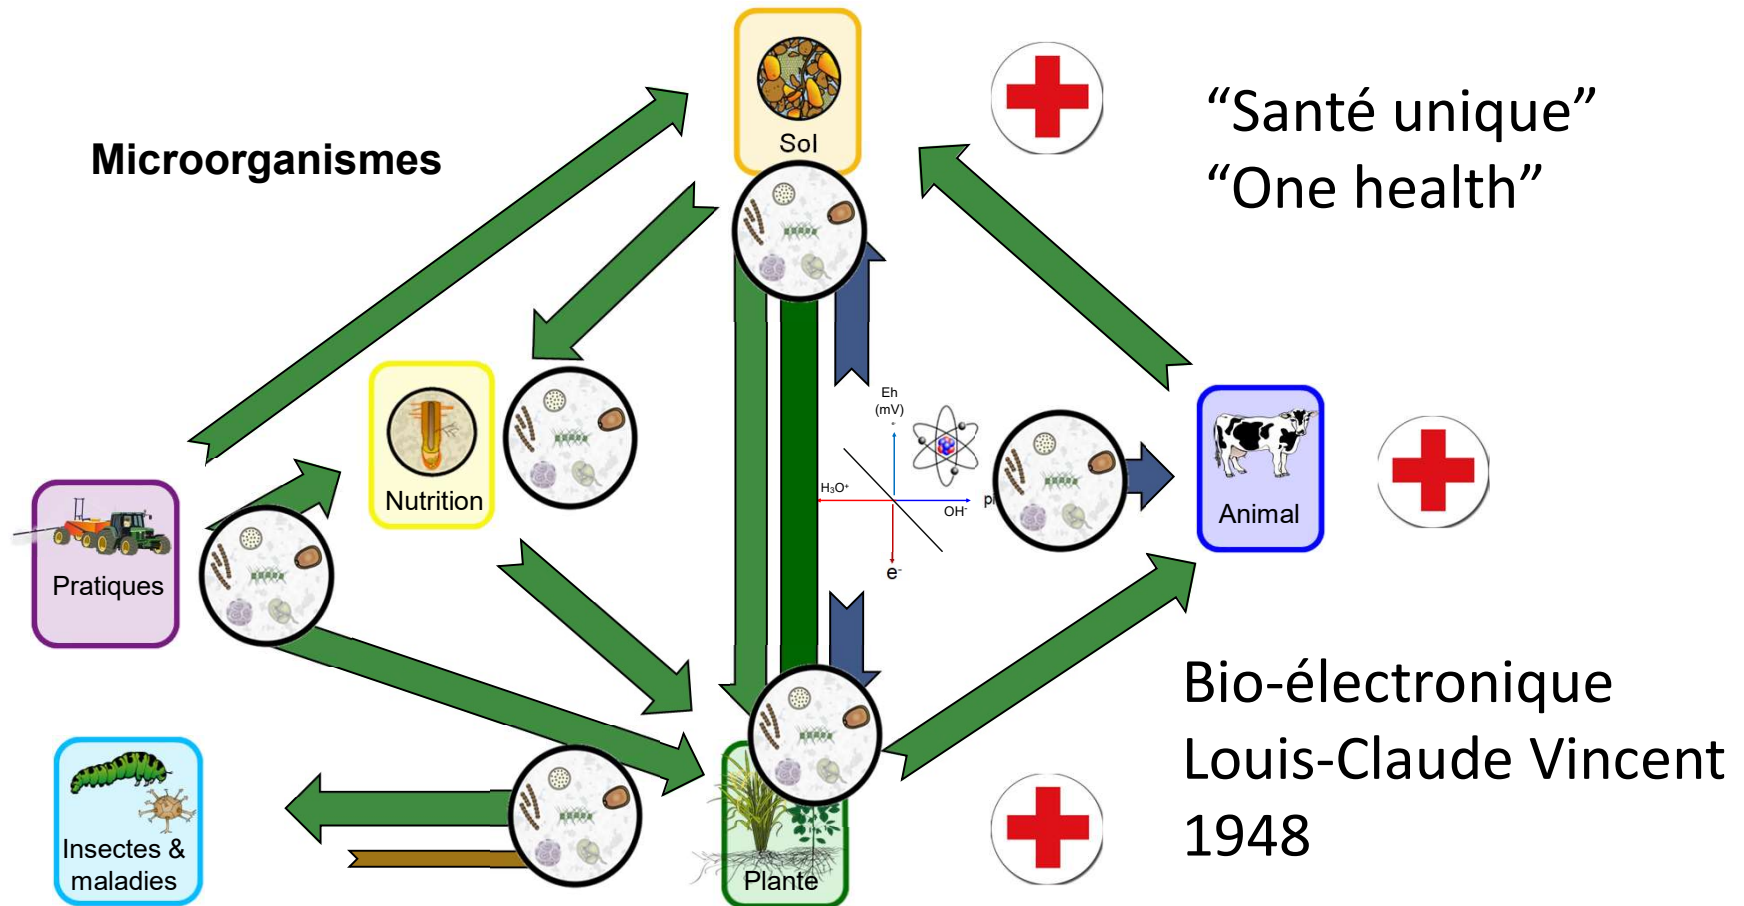 Sol
“Santé unique”
“One health”
Microorganismes
Eh
(mV)
H₃O⁺
OH⁻
e⁻
Nutrition
Animal
Pratiques
Bio-électronique
Louis-Claude Vincent
1948
Insectes &
maladies
Plante